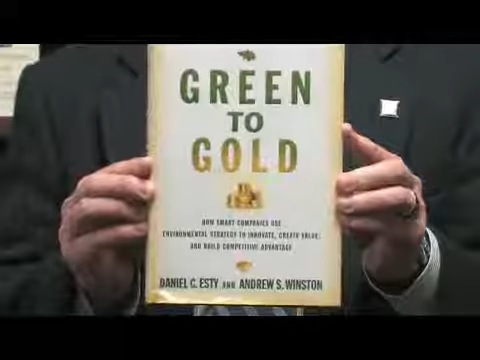 GREEN
TO
GOLD
HOW SMART COMPANIES USE
ENVIRONMENTAL STRATEGY TO INNOVATE, CREATE VALUE,
AND BUILD COMPETITIVE ADVANTAGE
DANIEL C. ESTY AND ANDREW S. WINSTON